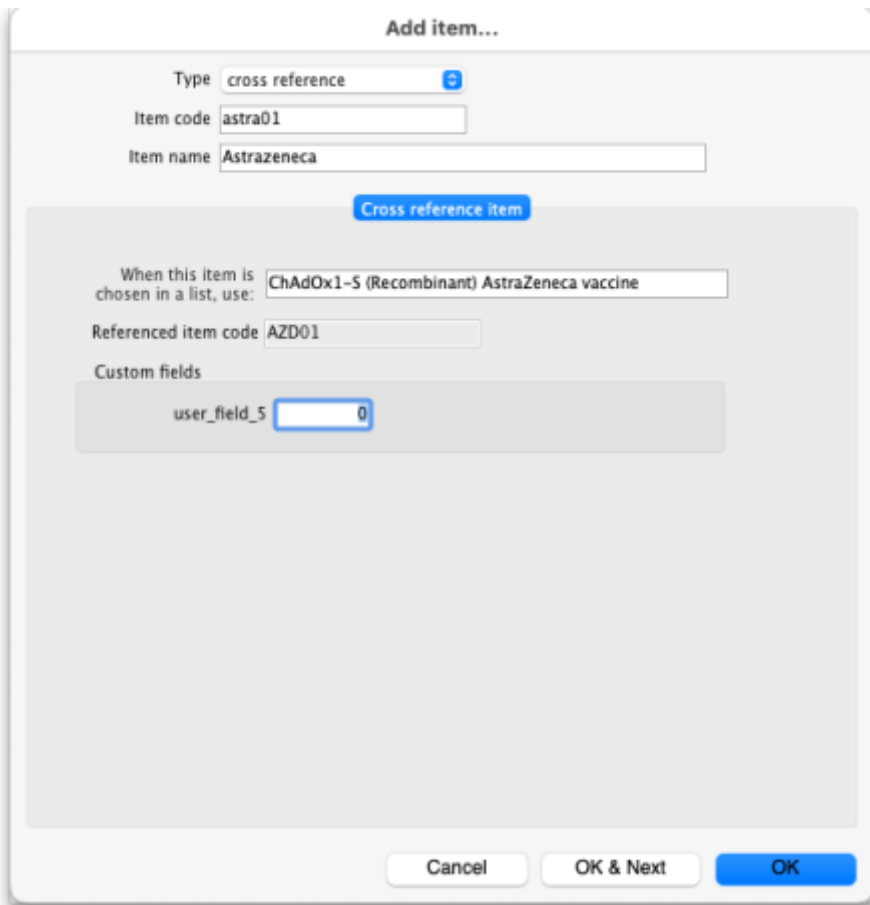 Add item...
Type cross reference
Item code astra01
Item name Astrazeneca
Cross reference item
When this item is
chosen in a list, use: ChAdOx1-S (Recombinant) AstraZeneca vaccine
Referenced item code AZD01
Custom fields
user_field_5 0
Cancel OK & Next OK